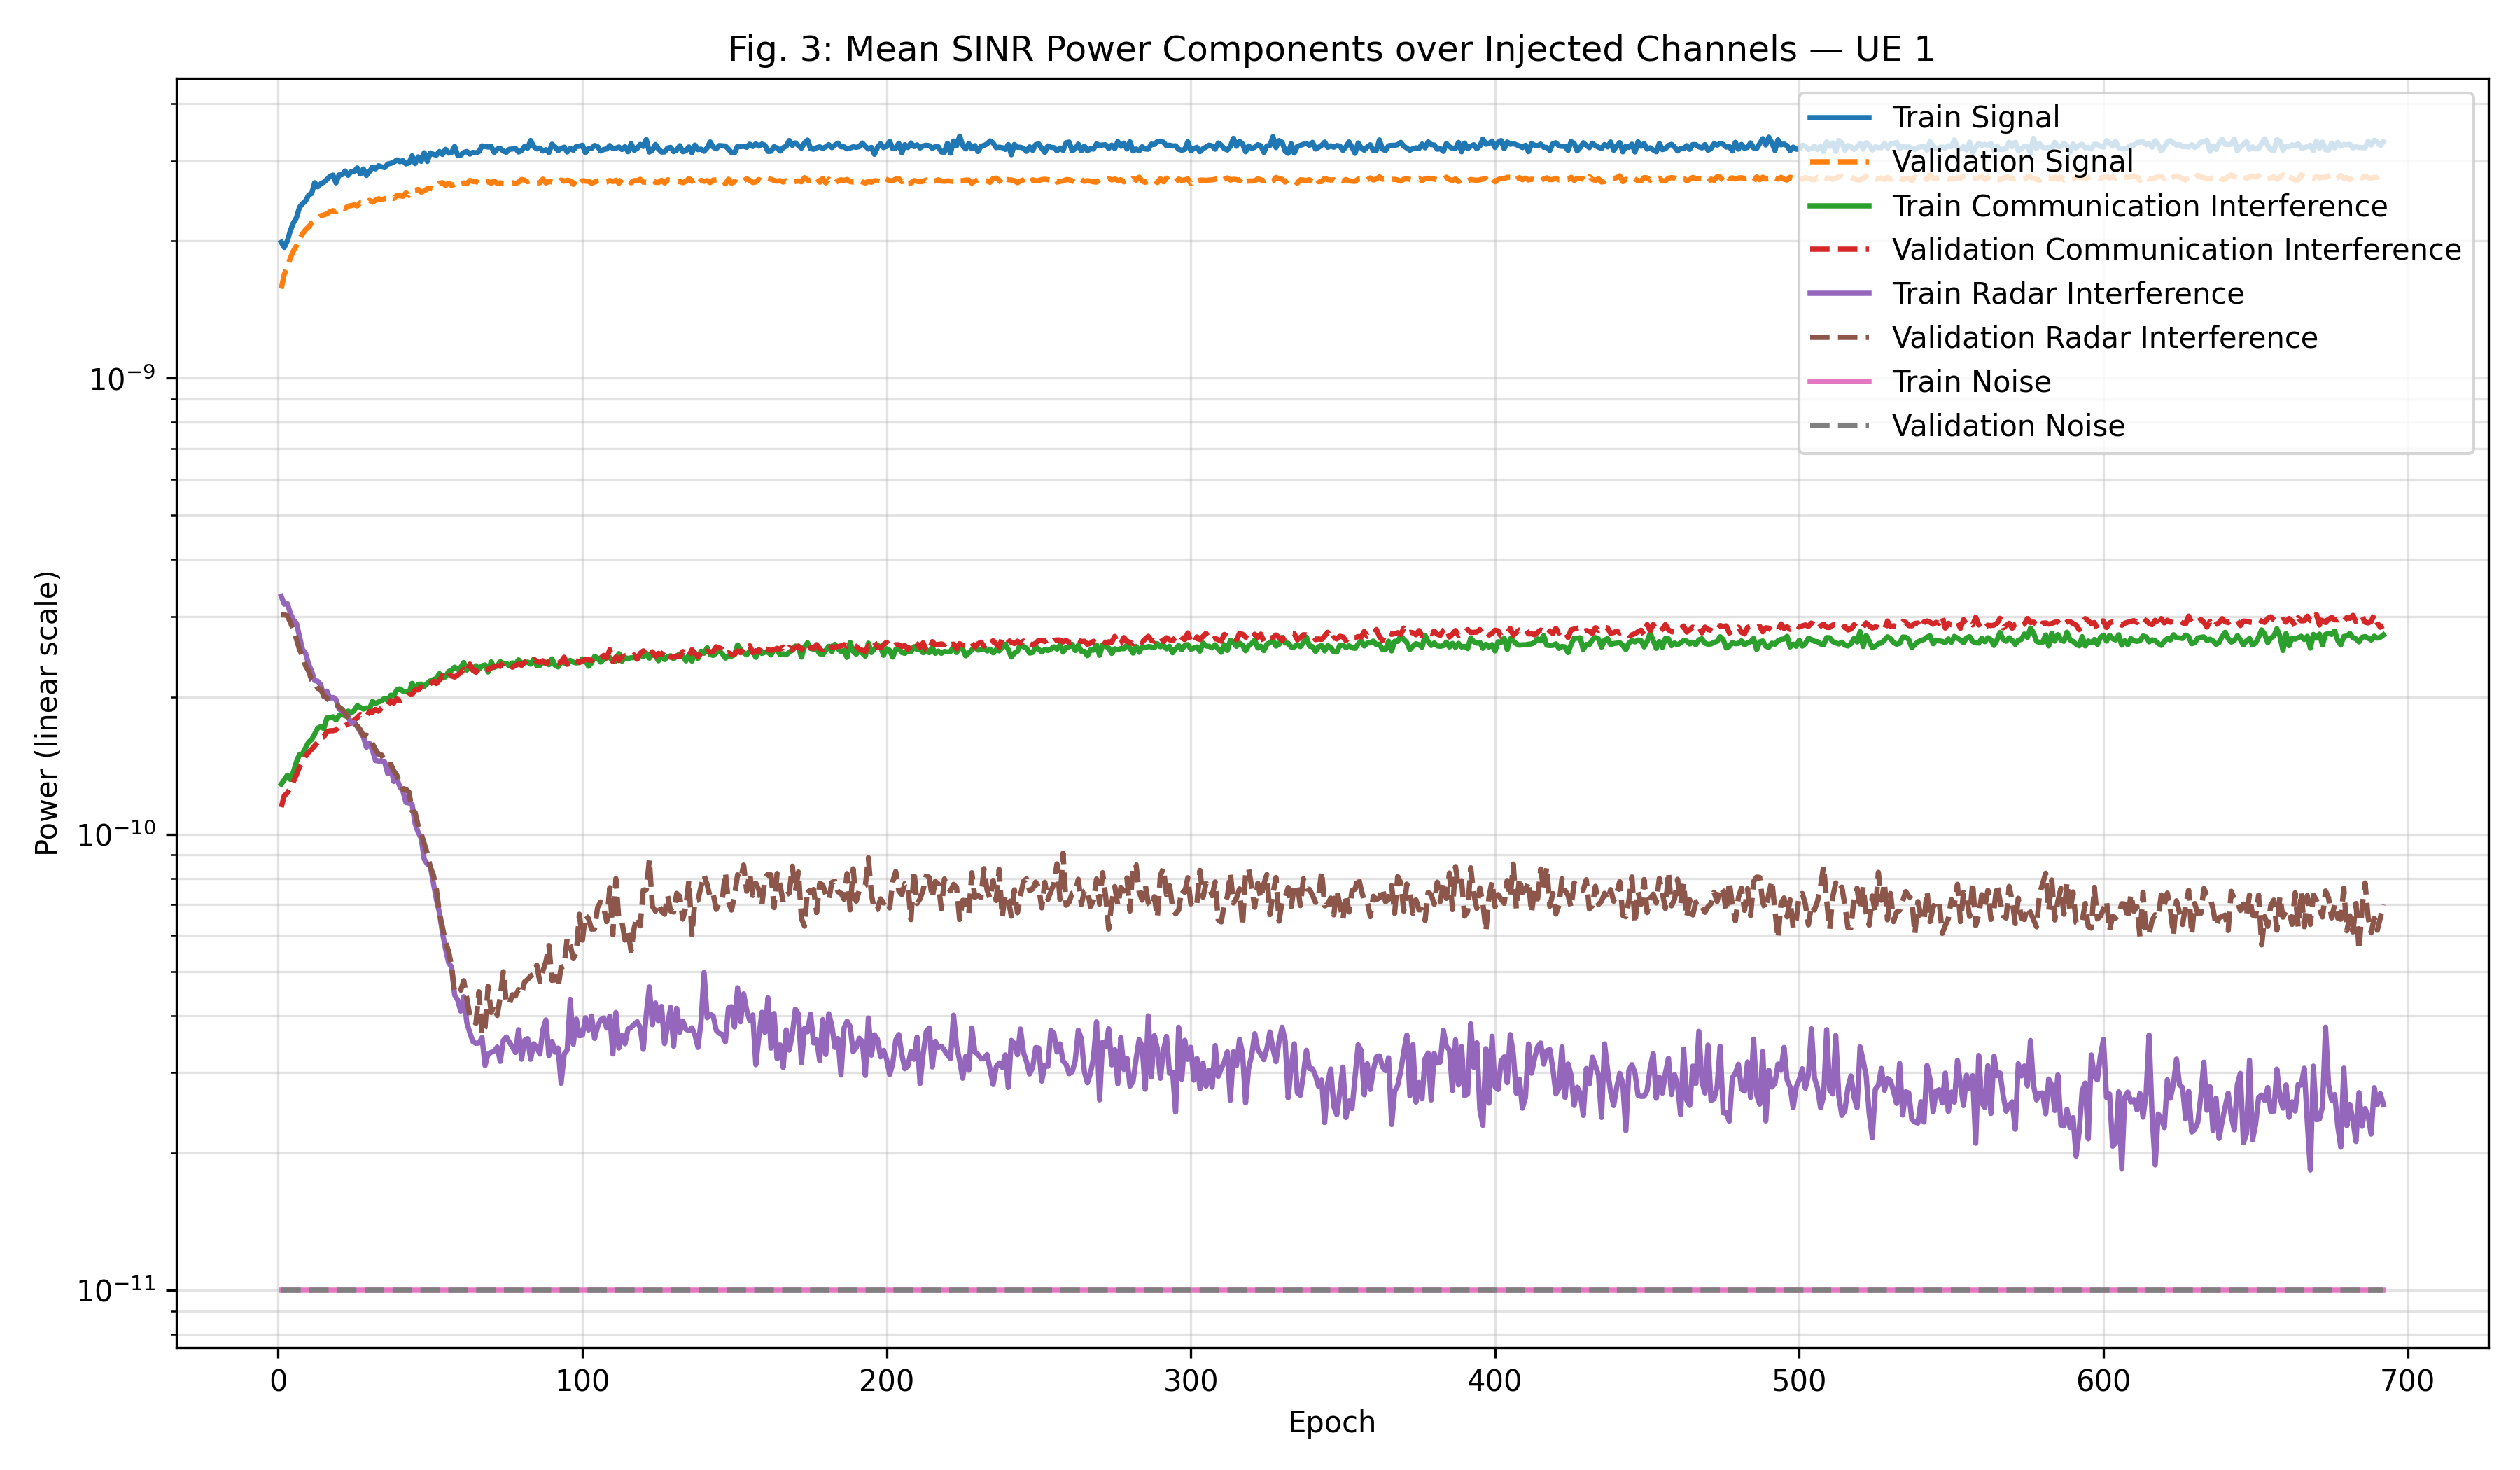 Fig. 3: Mean SINR Power Components over Injected Channels — UE 1
Train Signal
Validation Signal
Train Communication Interference
Validation Communication Interference
Train Radar Interference
Validation Radar Interference
Train Noise
Validation Noise
Power (linear scale)
10⁻⁹
10⁻¹⁰
10⁻¹¹
0 100 200 300 400 500 600 700
Epoch